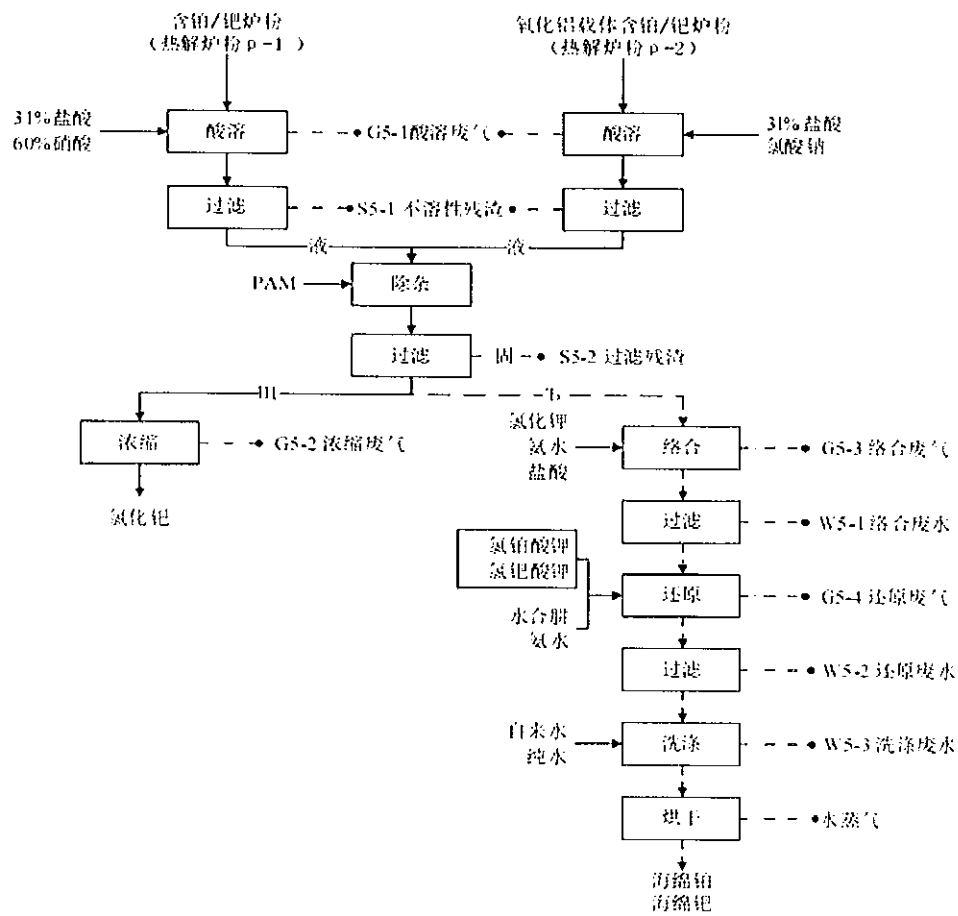 含铂/钯炉粉
（热解炉粉 p-1 ）
氧化铝载体含铂/钯炉粉
（热解炉粉 p-2）
31%盐酸
60%硝酸
酸溶
G5-1酸溶废气
酸溶
31%盐酸
氯酸钠
过滤
S5-1 不溶性残渣
过滤
液
液
PAM
除杂
过滤
固
S5-2 过滤残渣
浓缩
G5-2 浓缩废气
氯化钾
氨水
盐酸
络合
G5-3 络合废气
氯化钯
过滤
W5-1 络合废水
氯铂酸钾
氯钯酸钾
还原
G5-4 还原废气
水合肼
氨水
过滤
W5-2 还原废水
自来水
纯水
洗涤
W5-3 洗涤废水
烘干
水蒸气
海绵铂
海绵钯